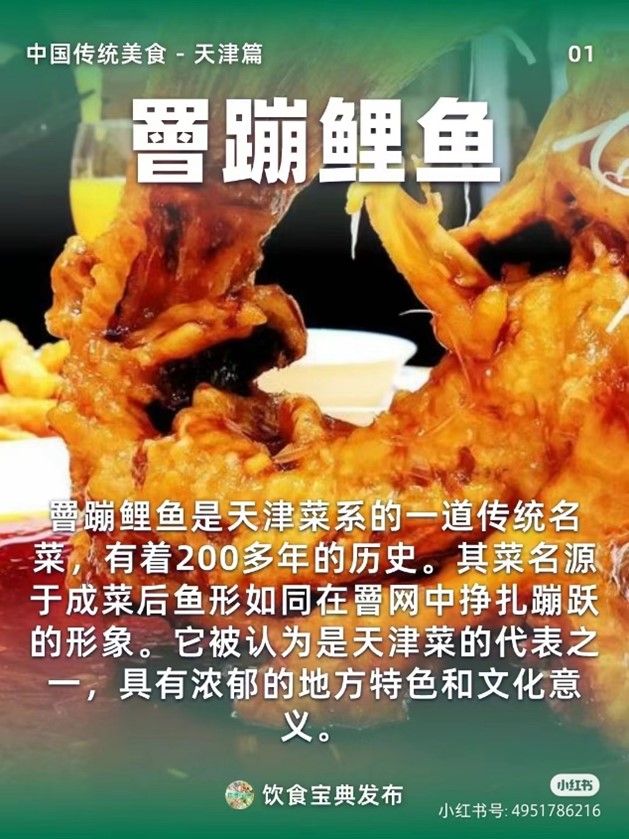 中国传统美食 - 天津篇
01
罾蹦鲤鱼
罾蹦鲤鱼是天津菜系的一道传统名
菜，有着200多年的历史。其菜名源
于成菜后鱼形如同在罾网中挣扎蹦跃
的形象。它被认为是天津菜的代表之
一，具有浓郁的地方特色和文化意
义。
饮食宝典发布
小红书
小红书号: 4951786216